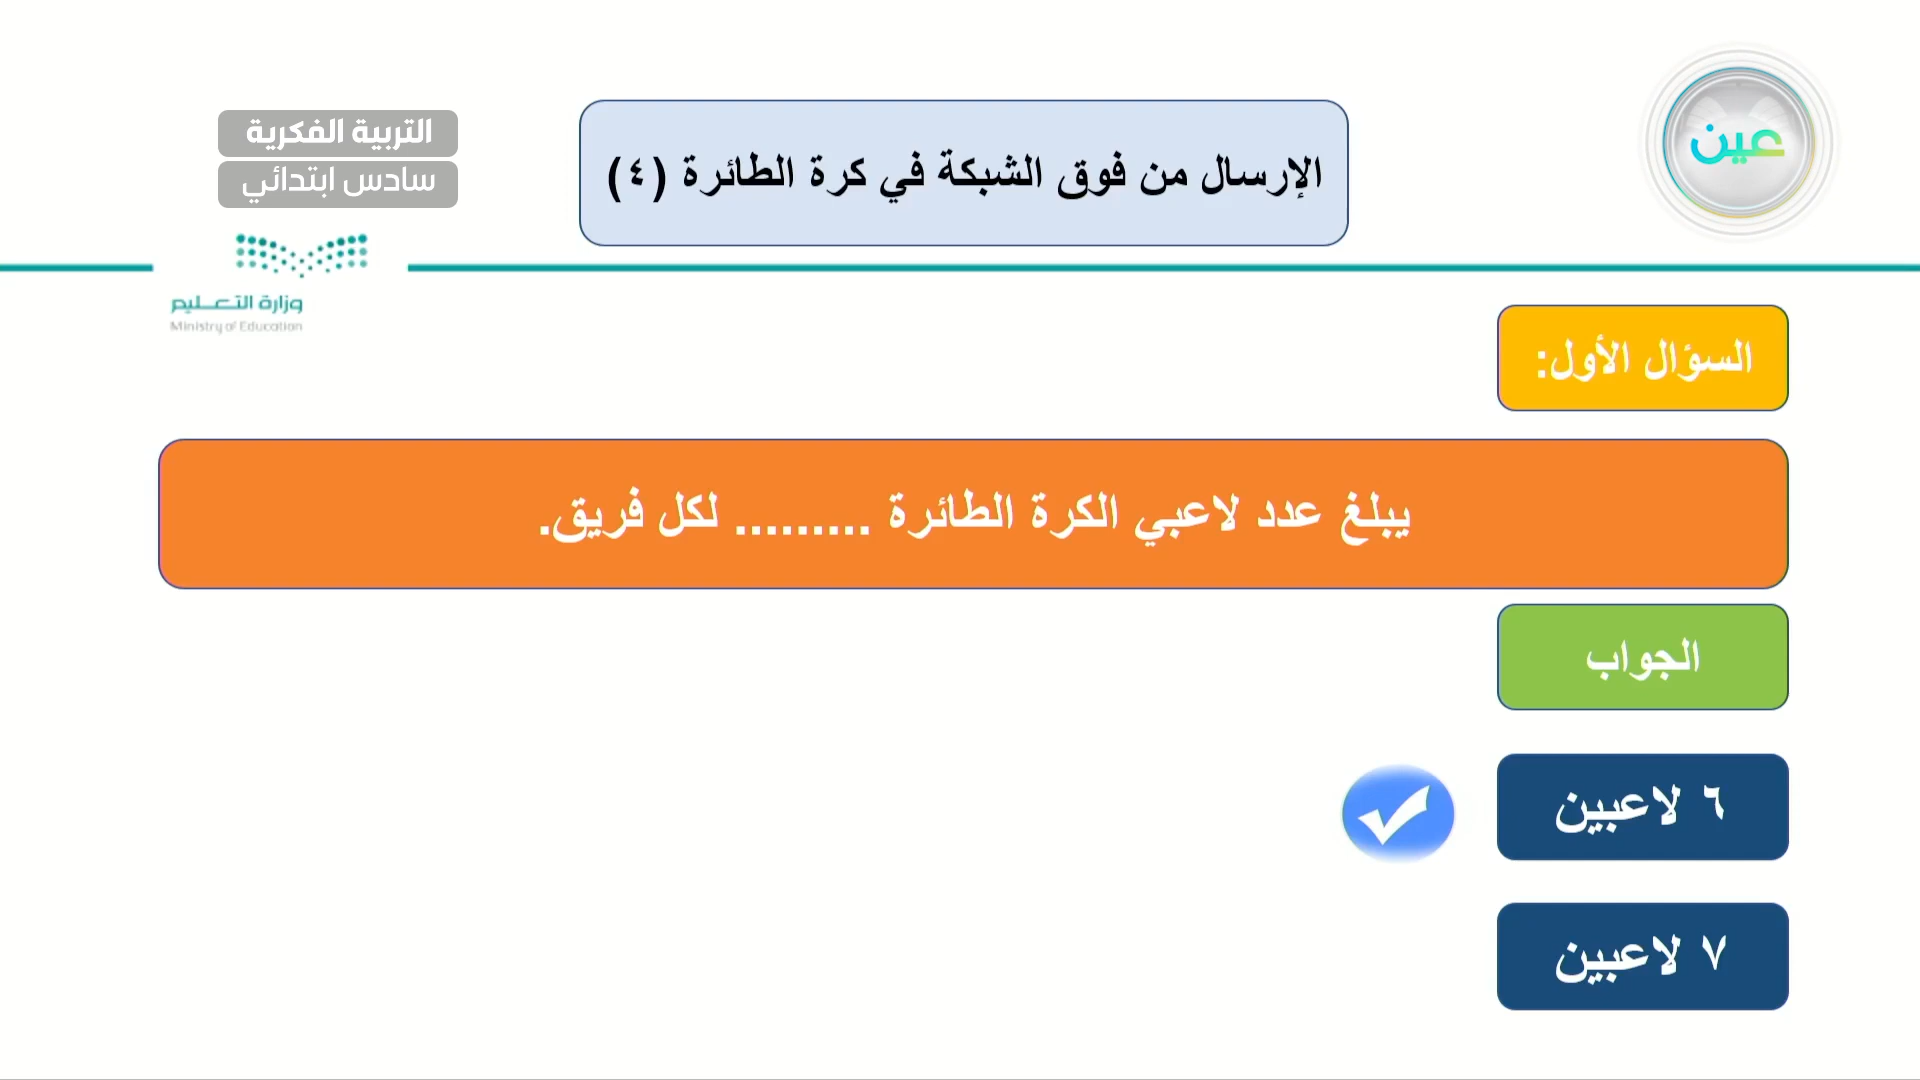 عين
الإرسال من فوق الشبكة في كرة الطائرة (٤)
التربية الفكرية
سادس ابتدائي
وزارة التعليم
Ministry of Education
السؤال الأول:
يبلغ عدد لاعبي الكرة الطائرة ......... لكل فريق.
الجواب
٦ لاعبين
٧ لاعبين